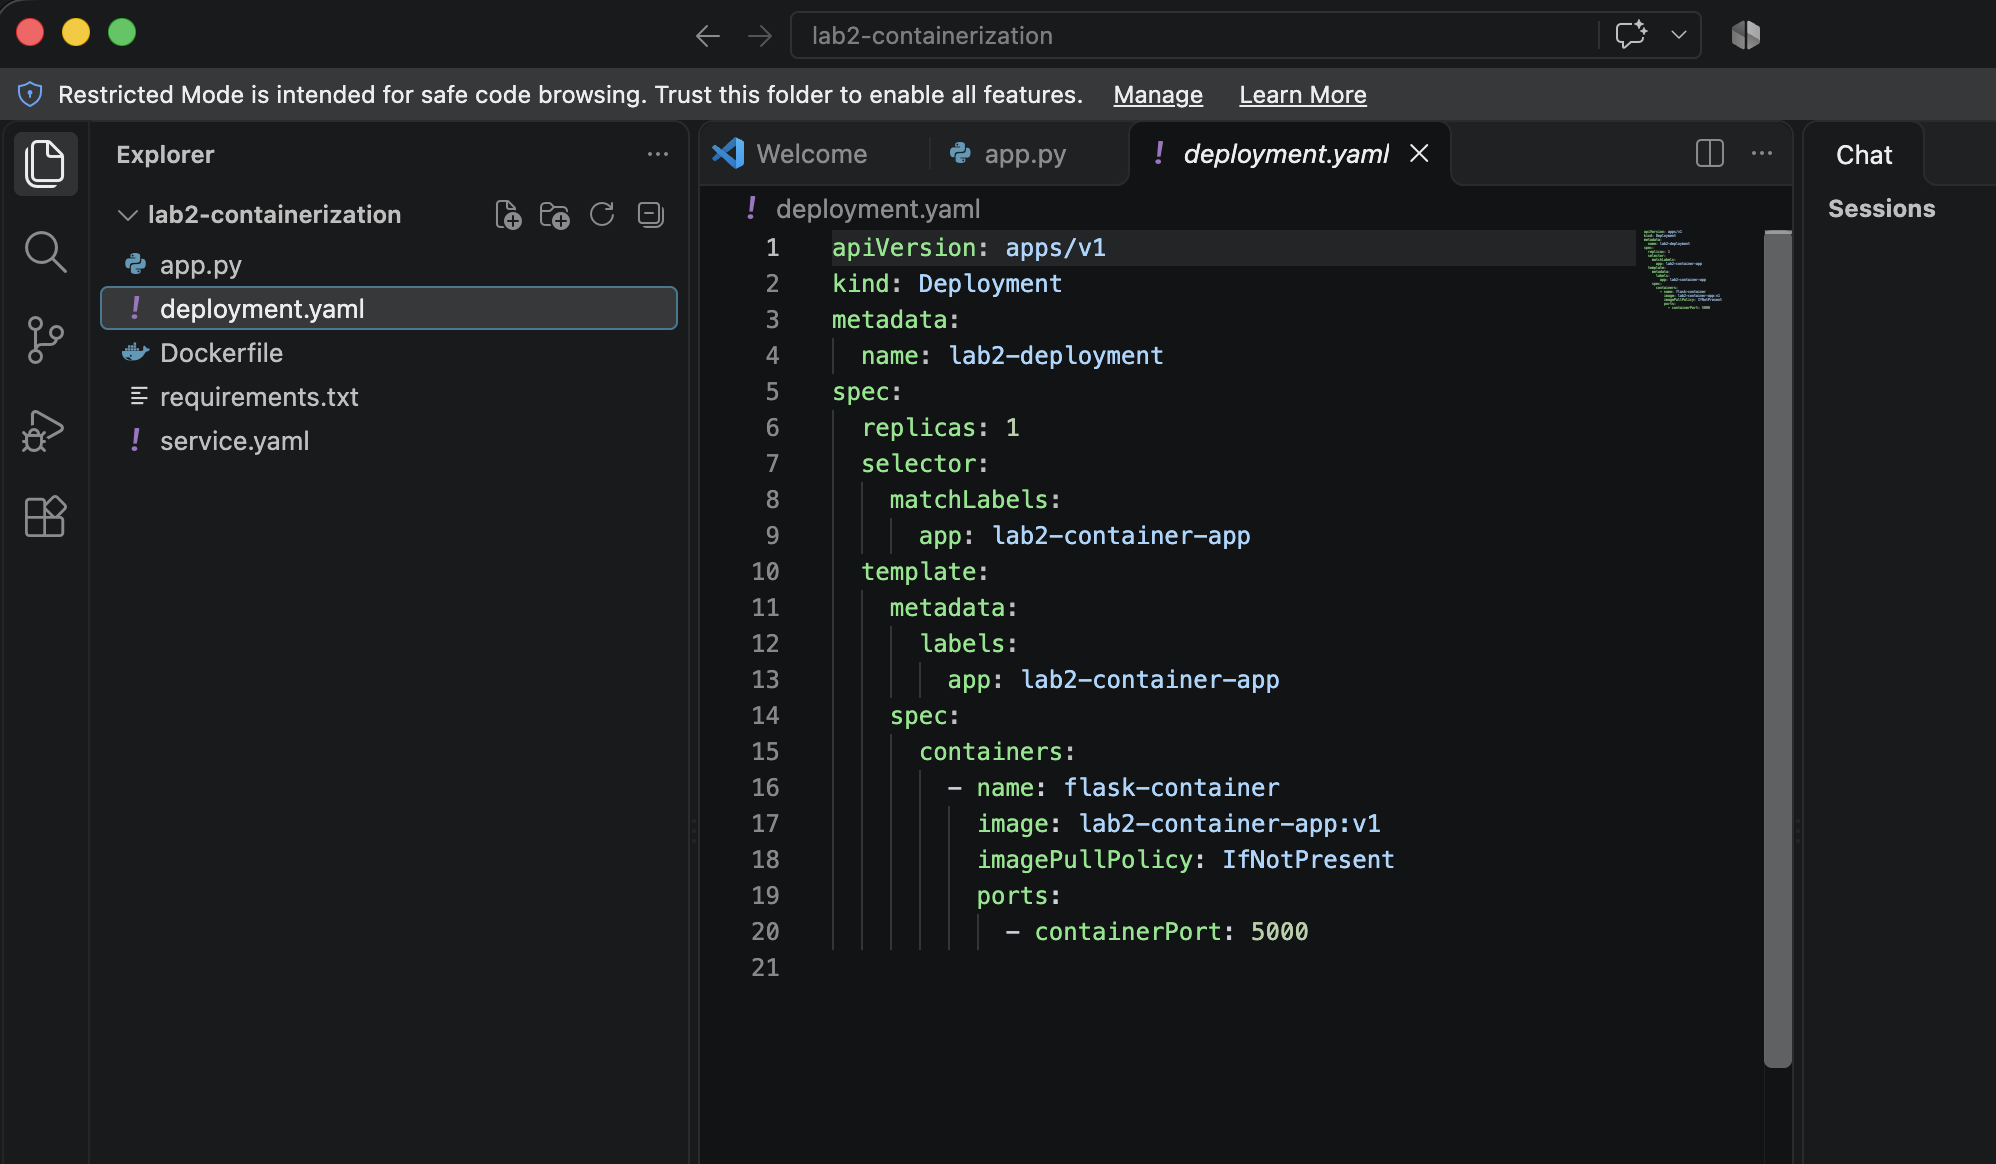 lab2-containerization
Restricted Mode is intended for safe code browsing. Trust this folder to enable all features. Manage Learn More
Explorer
lab2-containerization
app.py
! deployment.yaml
Dockerfile
requirements.txt
! service.yaml
Welcome
app.py
! deployment.yaml
! deployment.yaml
1 apiVersion: apps/v1
2 kind: Deployment
3 metadata:
4   name: lab2-deployment
5 spec:
6   replicas: 1
7   selector:
8     matchLabels:
9       app: lab2-container-app
10   template:
11     metadata:
12       labels:
13         app: lab2-container-app
14     spec:
15       containers:
16         - name: flask-container
17           image: lab2-container-app:v1
18           imagePullPolicy: IfNotPresent
19           ports:
20             - containerPort: 5000
21
Chat
Sessions